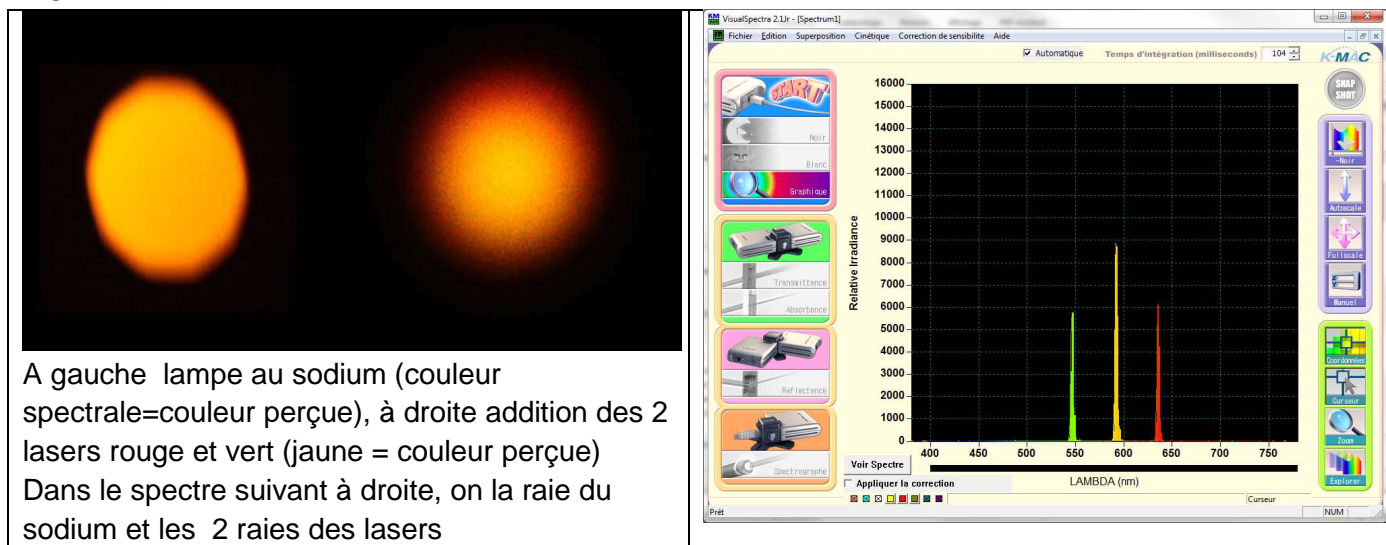 A gauche lampe au sodium (couleur
spectrale=couleur perçue), à droite addition des 2
lasers rouge et vert (jaune = couleur perçue)
Dans le spectre suivant à droite, on la raie du
sodium et les 2 raies des lasers
VisualSpectra 2.1Jr - [Spectrum1]
Fichier Edition Superposition Cinétique Correction de sensibilite Aide
Automatique Temps d'intégration (milliseconds) 104
K-MAC
START!
Noir
Blanc
Graphique
Transmittance
Absorbance
Réflectance
Spectrographe
Relative Irradiance
16000
15000
14000
13000
12000
11000
10000
9000
8000
7000
6000
5000
4000
3000
2000
1000
0
400 450 500 550 600 650 700 750
LAMBDA (nm)
Voir Spectre
Appliquer la correction
Curseur
Prêt
NUM
SNAP
SHOT
-Noir
Autoscale
Fullscale
Manuel
Coordonnées
Curseur
Zoom
Explorer